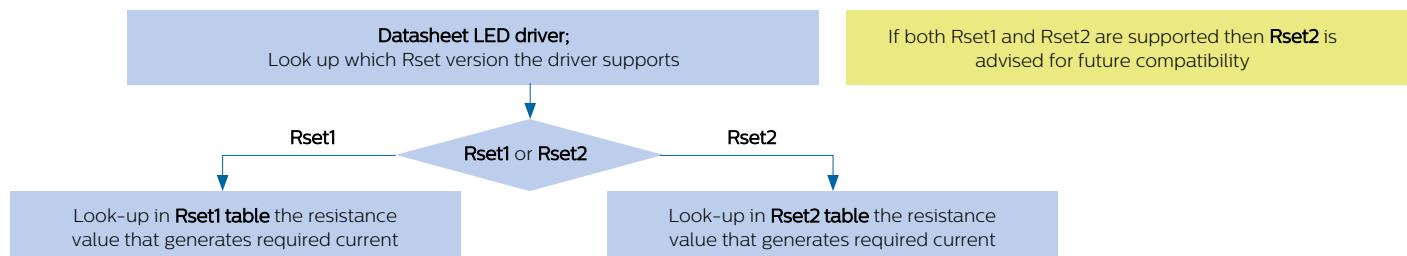 Datasheet LED driver;
Look up which Rset version the driver supports
If both Rset1 and Rset2 are supported then Rset2 is
advised for future compatibility
Rset1
Rset1 or Rset2
Rset2
Look-up in Rset1 table the resistance
value that generates required current
Look-up in Rset2 table the resistance
value that generates required current